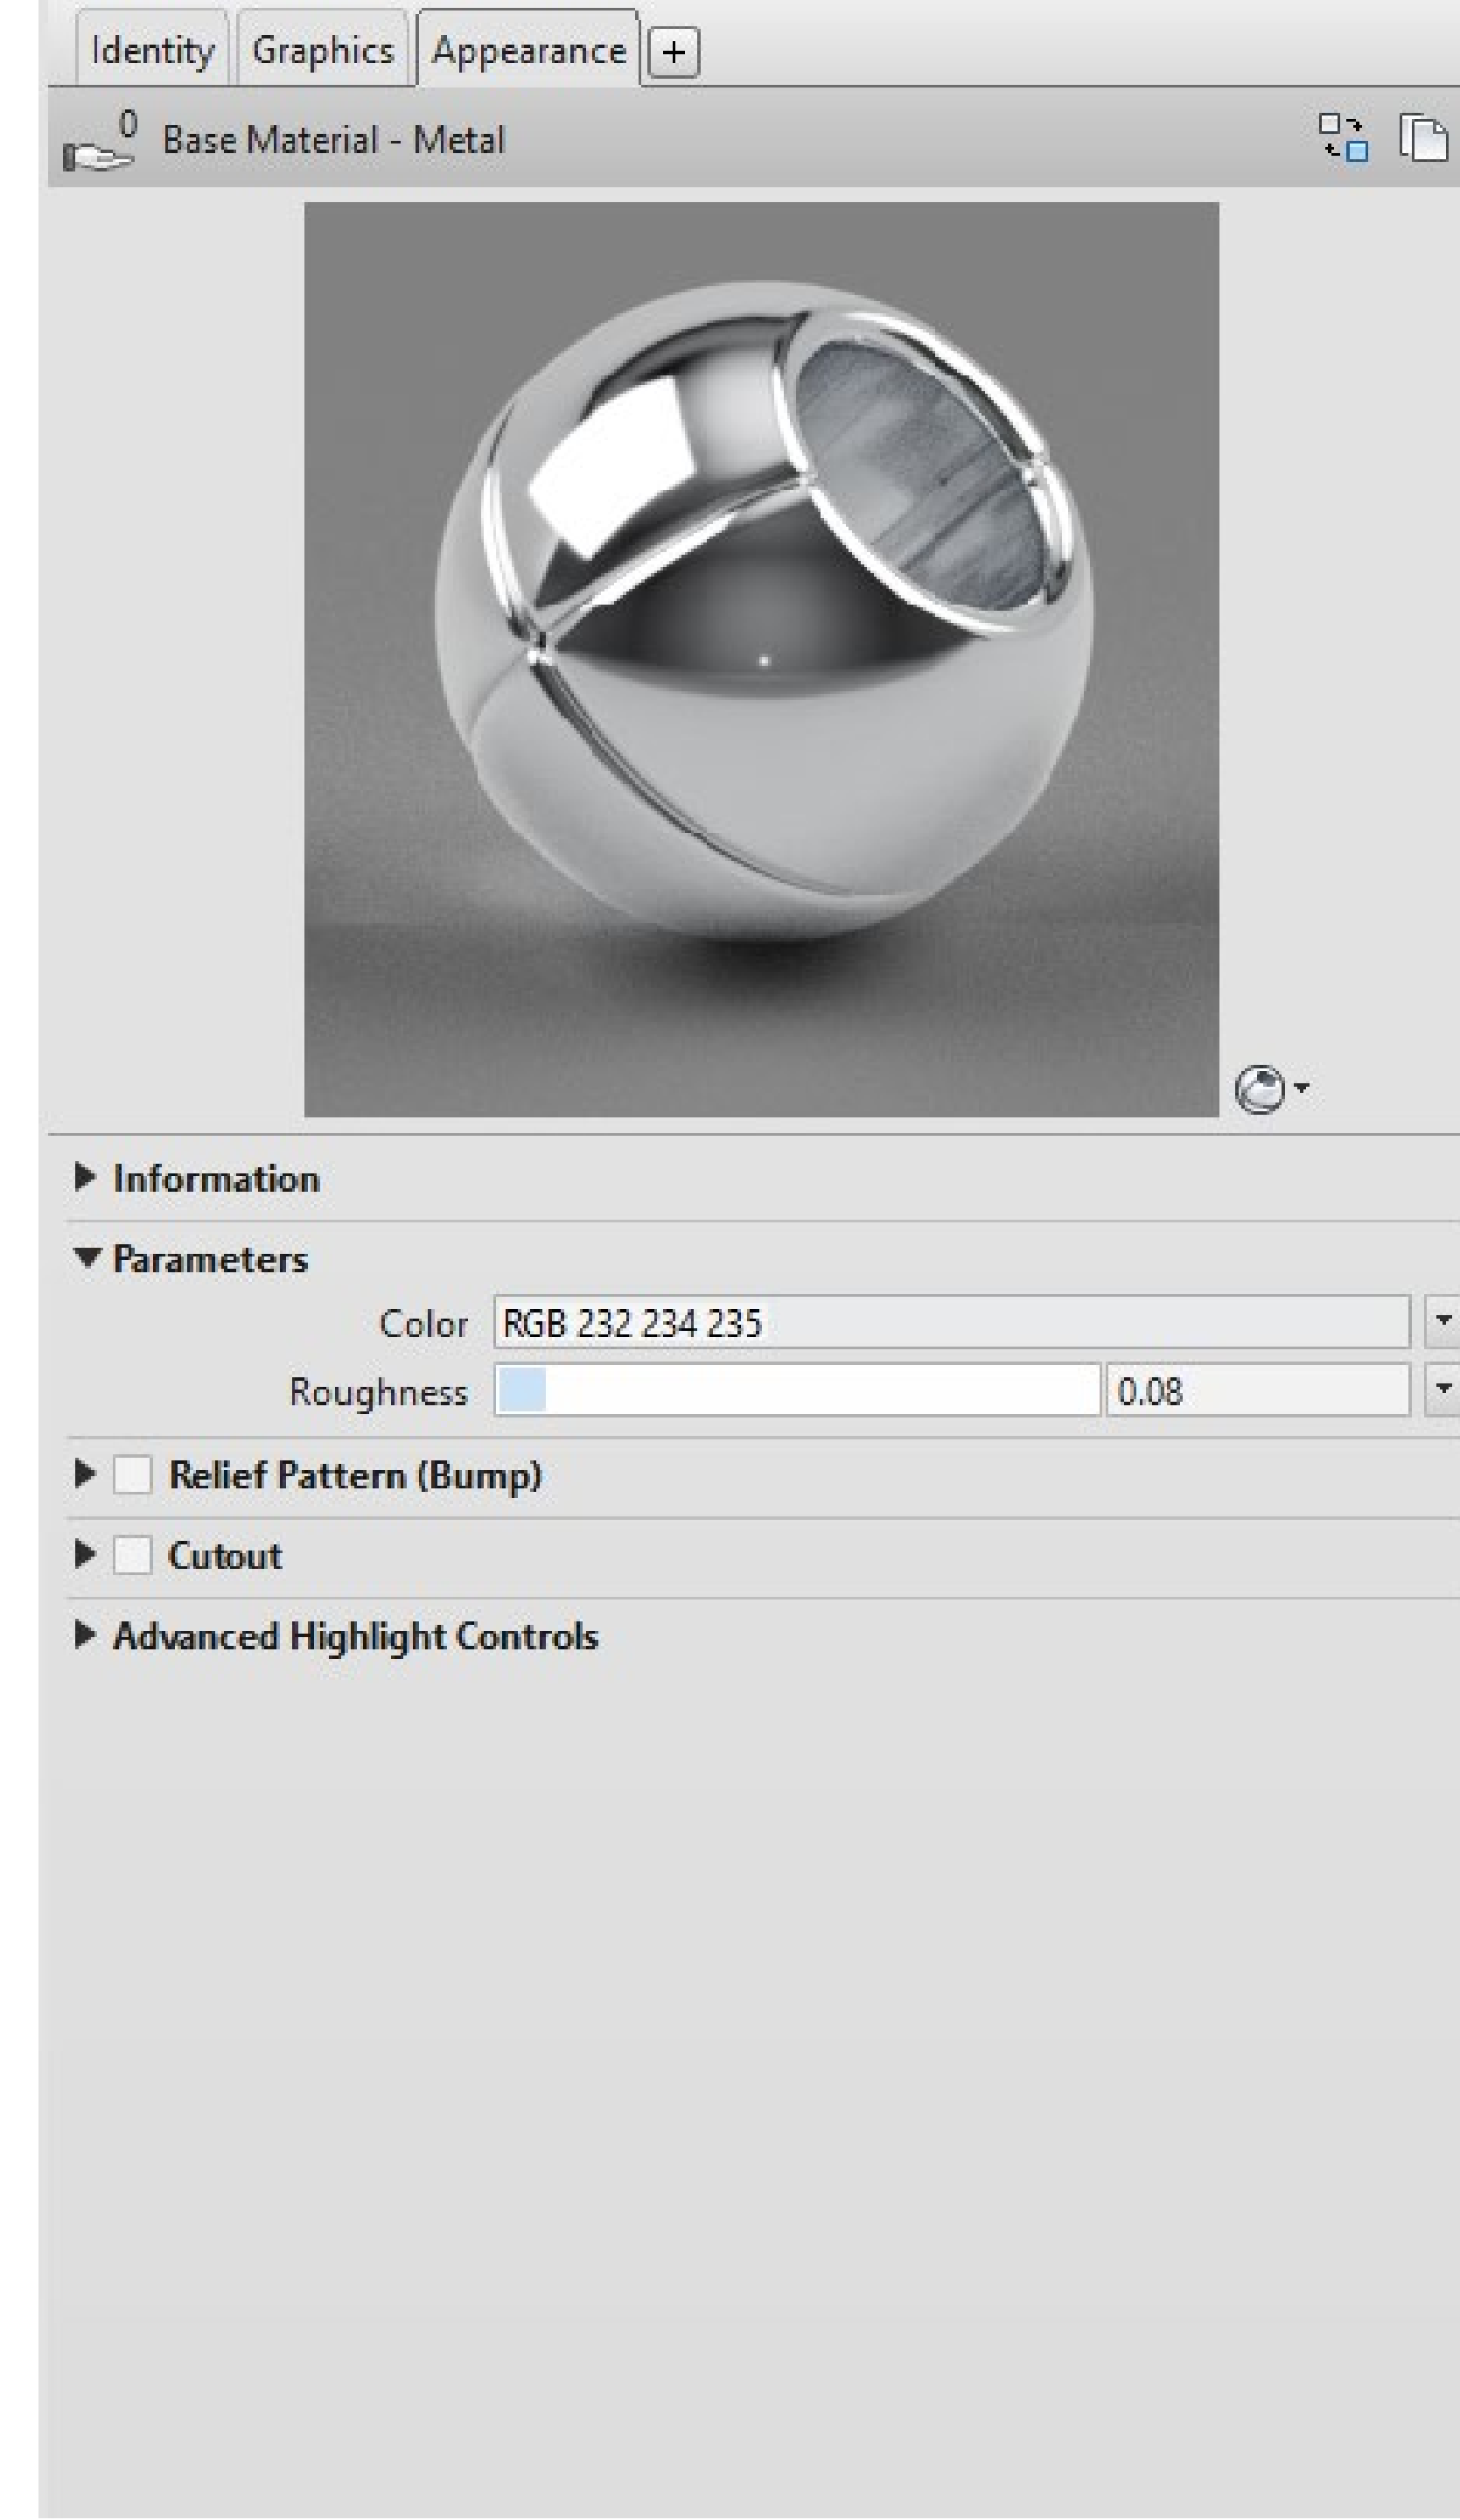 Identity Graphics Appearance +
0 Base Material - Metal
Information
Parameters
Color RGB 232 234 235
Roughness 0.08
Relief Pattern (Bump)
Cutout
Advanced Highlight Controls